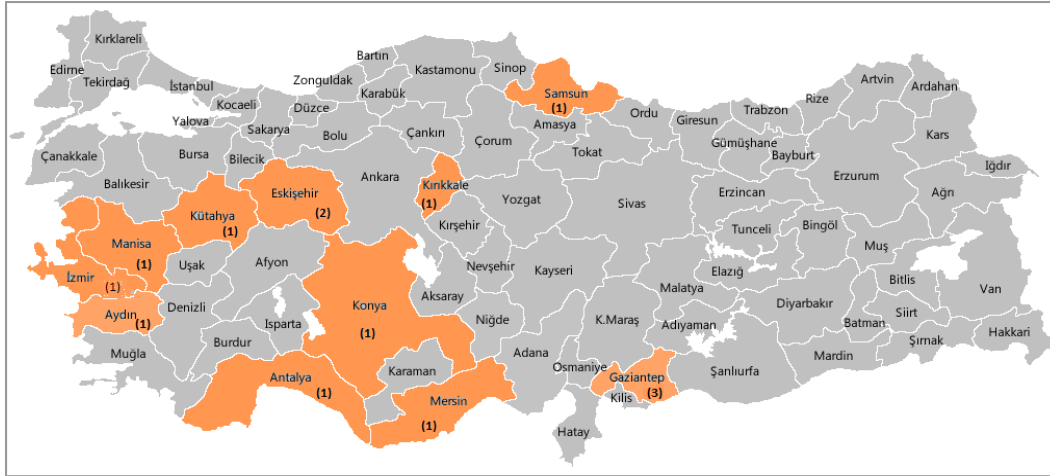 Kırklareli
Edirne
Tekirdağ
İstanbul
Kocaeli
Yalova
Sakarya
Düzce
Zonguldak
Bartın
Karabük
Kastamonu
Sinop
Samsun
(1)
Amasya
Ordu
Giresun
Trabzon
Rize
Artvin
Ardahan
Kars
Iğdır
Ağrı
Erzurum
Bayburt
Gümüşhane
Çanakkale
Balıkesir
Bursa
Bilecik
Bolu
Çankırı
Çorum
Tokat
Ankara
Eskişehir
(2)
Kütahya
(1)
Kırıkkale
(1)
Yozgat
Sivas
Erzincan
Tunceli
Bingöl
Muş
Bitlis
Van
Manisa
(1)
İzmir
(1)
Uşak
Afyon
Kırşehir
Nevşehir
Kayseri
Malatya
Elazığ
Diyarbakır
Batman
Siirt
Şırnak
Hakkari
Aydın
(1)
Denizli
Isparta
Burdur
Muğla
Konya
(1)
Aksaray
Niğde
K.Maraş
Adıyaman
Mardin
Şanlıurfa
Antalya
(1)
Karaman
Mersin
(1)
Adana
Osmaniye
Gaziantep
(3)
Kilis
Hatay